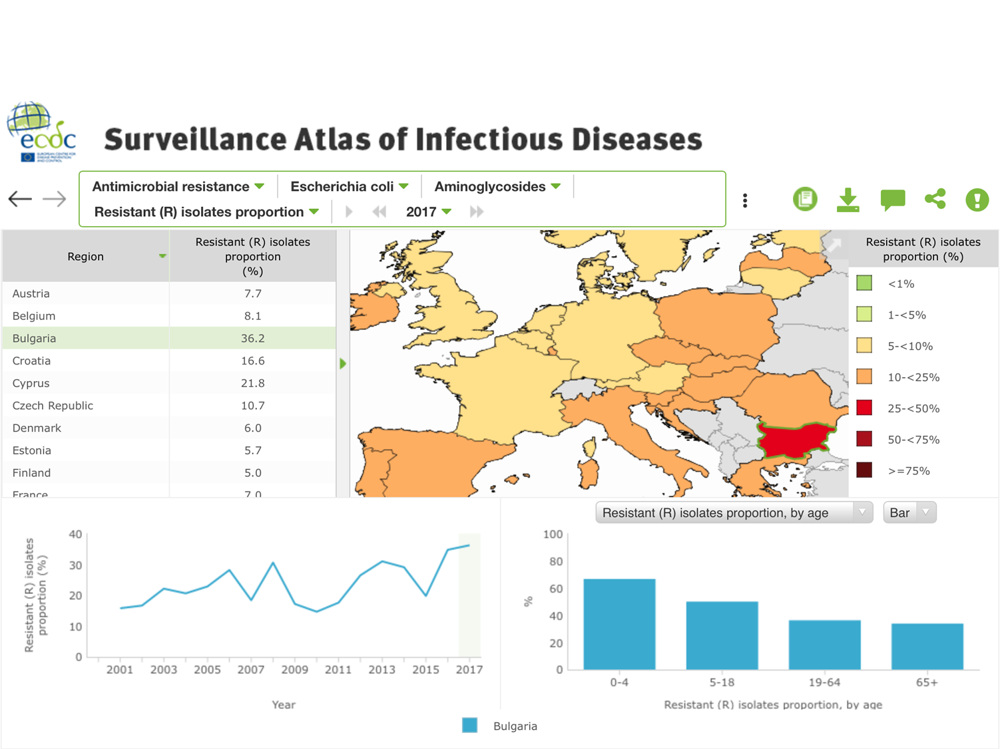 ecdc
EUROPEAN CENTRE FOR
DISEASE PREVENTION
AND CONTROL
Surveillance Atlas of Infectious Diseases
Antimicrobial resistance Escherichia coli Aminoglycosides
Resistant (R) isolates proportion 2017
Region Resistant (R) isolates proportion (%)
Austria 7.7
Belgium 8.1
Bulgaria 36.2
Croatia 16.6
Cyprus 21.8
Czech Republic 10.7
Denmark 6.0
Estonia 5.7
Finland 5.0
France 7.0
Resistant (R) isolates
proportion (%)
<1%
1-<5%
5-<10%
10-<25%
25-<50%
50-<75%
>=75%
Resistant (R) isolates
proportion (%)
40
30
20
10
0
2001 2003 2005 2007 2009 2011 2013 2015 2017
Year
Resistant (R) isolates proportion, by age Bar
%
100
80
60
40
20
0
0-4 5-18 19-64 65+
Resistant (R) isolates proportion, by age
Bulgaria